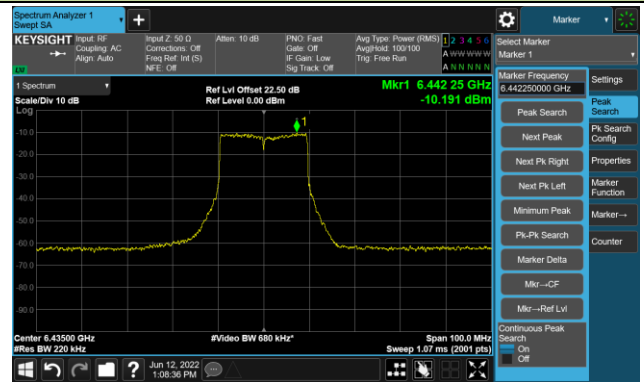 Spectrum Analyzer 1
Swept SA
Marker
KEYSIGHT
Input: RF
Coupling: AC
Align: Auto
Input Z: 50 Ω
Corrections: Off
Freq Ref: Int (S)
NFE: Off
Atten: 10 dB
PNO: Fast
Gate: Off
IF Gain: Low
Sig Track: Off
Avg Type: Power (RMS)
Avg|Hold: 100/100
Trig: Free Run
1 2 3 4 5 6
A W W W W W
A N N N N N
Select Marker
Marker 1
1 Spectrum
Scale/Div 10 dB
Log
Ref Lvl Offset 22.50 dB
Ref Level 0.00 dBm
Mkr1 6.442 25 GHz
-10.191 dBm
1
-10.0
-20.0
-30.0
-40.0
-50.0
-60.0
-70.0
-80.0
-90.0
Center 6.43500 GHz
#Res BW 220 kHz
#Video BW 680 kHz*
Span 100.0 MHz
Sweep 1.07 ms (2001 pts)
Marker Frequency
6.442250000 GHz
Peak Search
Next Peak
Next Pk Right
Next Pk Left
Minimum Peak
Pk-Pk Search
Marker Delta
Mkr→CF
Mkr→Ref Lvl
Continuous Peak
Search
On
Off
Settings
Peak
Search
Pk Search
Config
Properties
Marker
Function
Marker→
Counter
?
Jun 12, 2022
1:08:36 PM